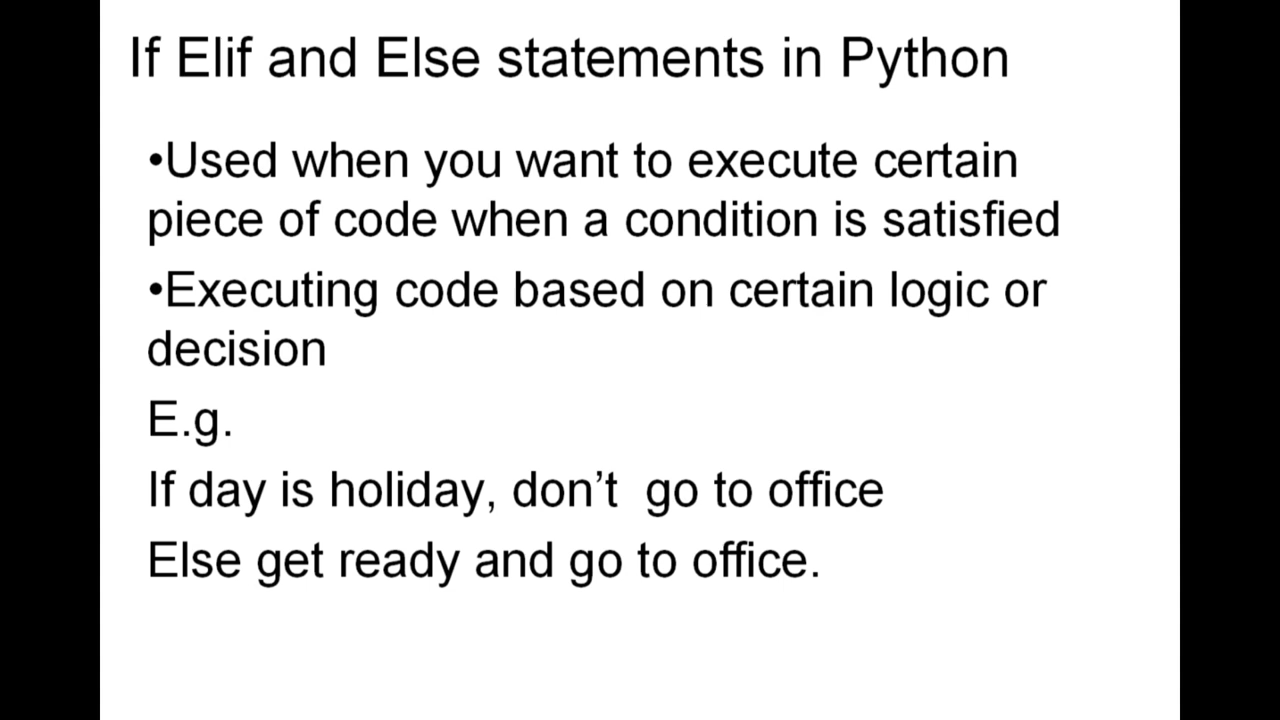 If Elif and Else statements in Python
•Used when you want to execute certain
piece of code when a condition is satisfied
•Executing code based on certain logic or
decision
E.g.
If day is holiday, don’t  go to office
Else get ready and go to office.